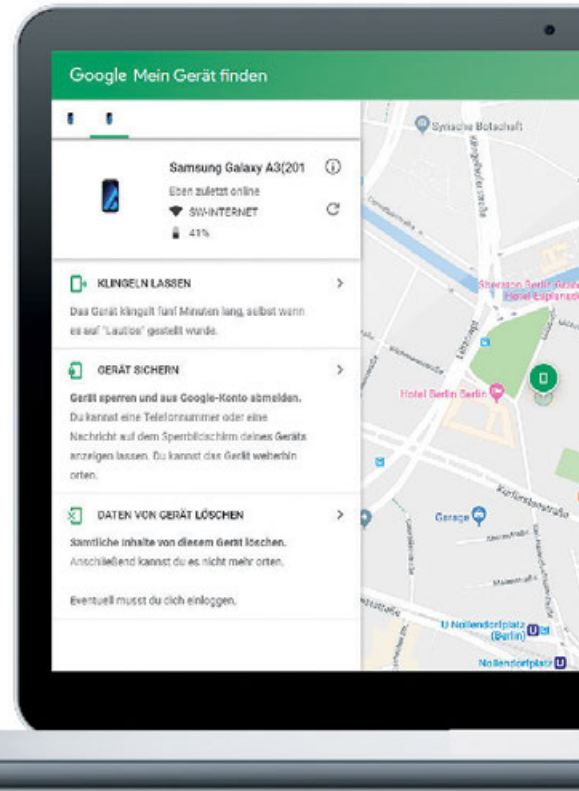 Google Mein Gerät finden
Samsung Galaxy A3(201
Eben zuletzt online
SW-INTERNET
41%
KLINGELN LASSEN
Das Gerät klingelt fünf Minuten lang, selbst wenn
es auf "Lautlos" gestellt wurde.
GERÄT SICHERN
Gerät sperren und aus Google-Konto abmelden.
Du kannst eine Telefonnummer oder eine
Nachricht auf dem Sperrbildschirm deines Geräts
anzeigen lassen. Du kannst das Gerät weiterhin
orten.
DATEN VON GERÄT LÖSCHEN
Sämtliche Inhalte von diesem Gerät löschen.
Anschließend kannst du es nicht mehr orten.
Eventuell musst du dich einloggen.
Syrische Botschaft
Sheraton Berlin
Hotel Esplanade
Hotel Berlin Berlin
Kurfürstenstraße
Garage
U Nollendorfplatz
(Berlin) U
Nollendorfplatz U